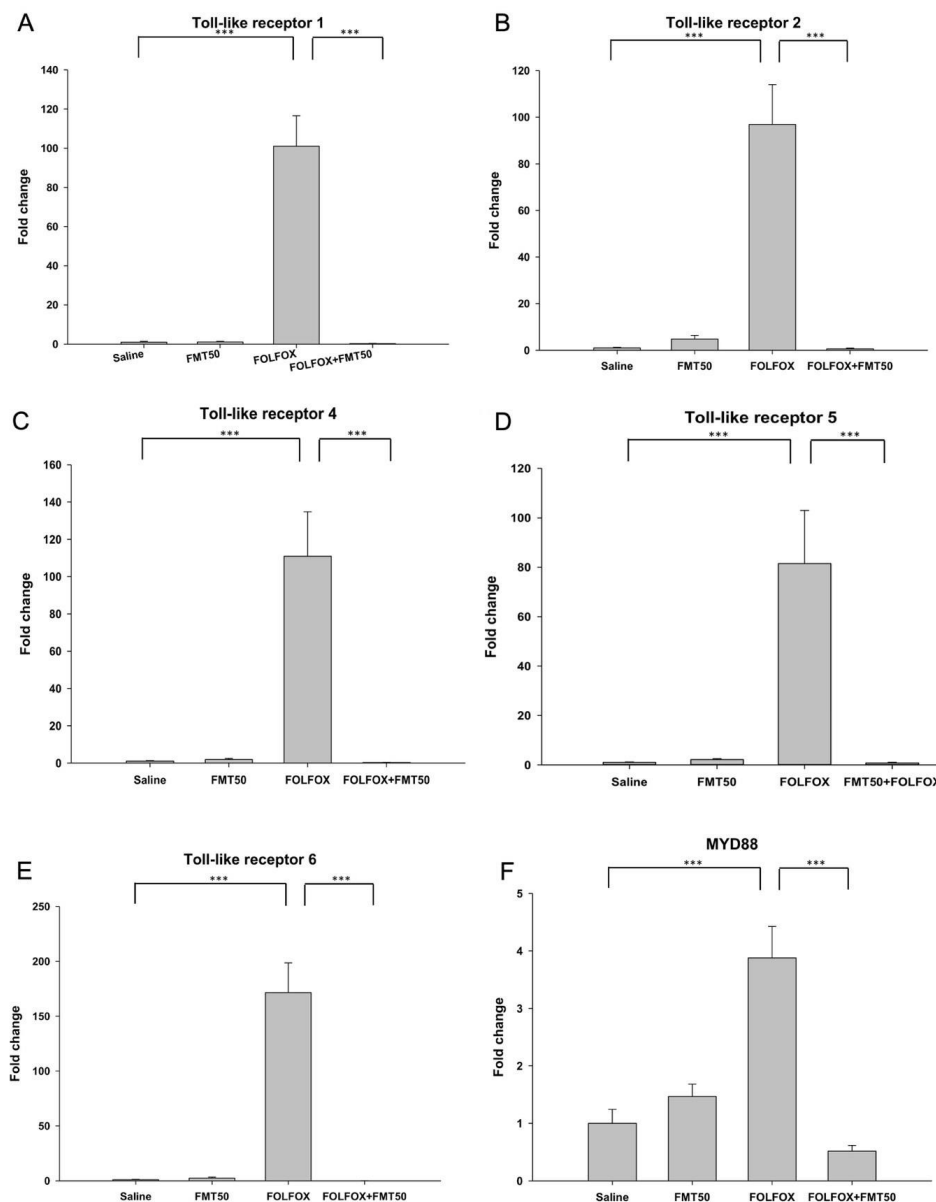 A
Toll-like receptor 1
*** ***
140
120
100
80
60
40
20
0
Fold change
Saline FMT50 FOLFOX FOLFOX+FMT50
B
Toll-like receptor 2
*** ***
120
100
80
60
40
20
0
Fold change
Saline FMT50 FOLFOX FOLFOX+FMT50
C
Toll-like receptor 4
*** ***
160
140
120
100
80
60
40
20
0
Fold change
Saline FMT50 FOLFOX FOLFOX+FMT50
D
Toll-like receptor 5
*** ***
120
100
80
60
40
20
0
Fold change
Saline FMT50 FOLFOX FMT50+FOLFOX
E
Toll-like receptor 6
*** ***
250
200
150
100
50
0
Fold change
Saline FMT50 FOLFOX FOLFOX+FMT50
F
MYD88
*** ***
5
4
3
2
1
0
Fold change
Saline FMT50 FOLFOX FOLFOX+FMT50